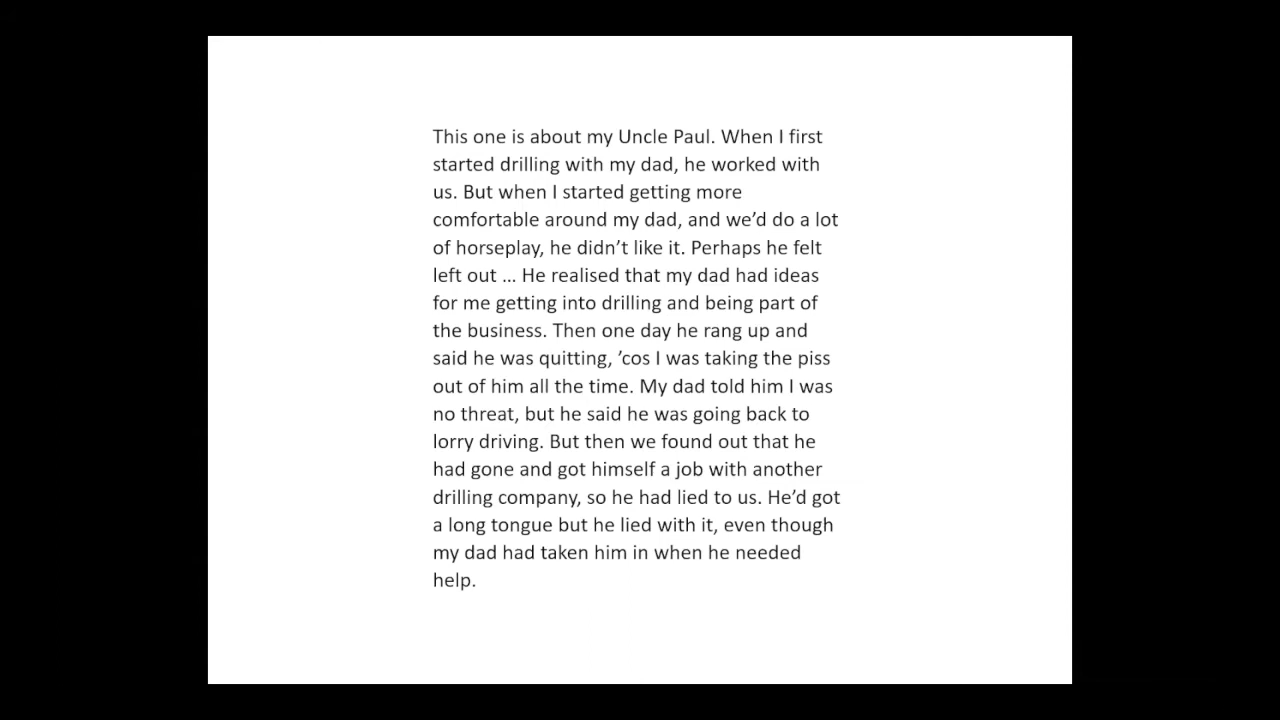 This one is about my Uncle Paul. When I first
started drilling with my dad, he worked with
us. But when I started getting more
comfortable around my dad, and we’d do a lot
of horseplay, he didn’t like it. Perhaps he felt
left out ... He realised that my dad had ideas
for me getting into drilling and being part of
the business. Then one day he rang up and
said he was quitting, ’cos I was taking the piss
out of him all the time. My dad told him I was
no threat, but he said he was going back to
lorry driving. But then we found out that he
had gone and got himself a job with another
drilling company, so he had lied to us. He’d got
a long tongue but he lied with it, even though
my dad had taken him in when he needed
help.